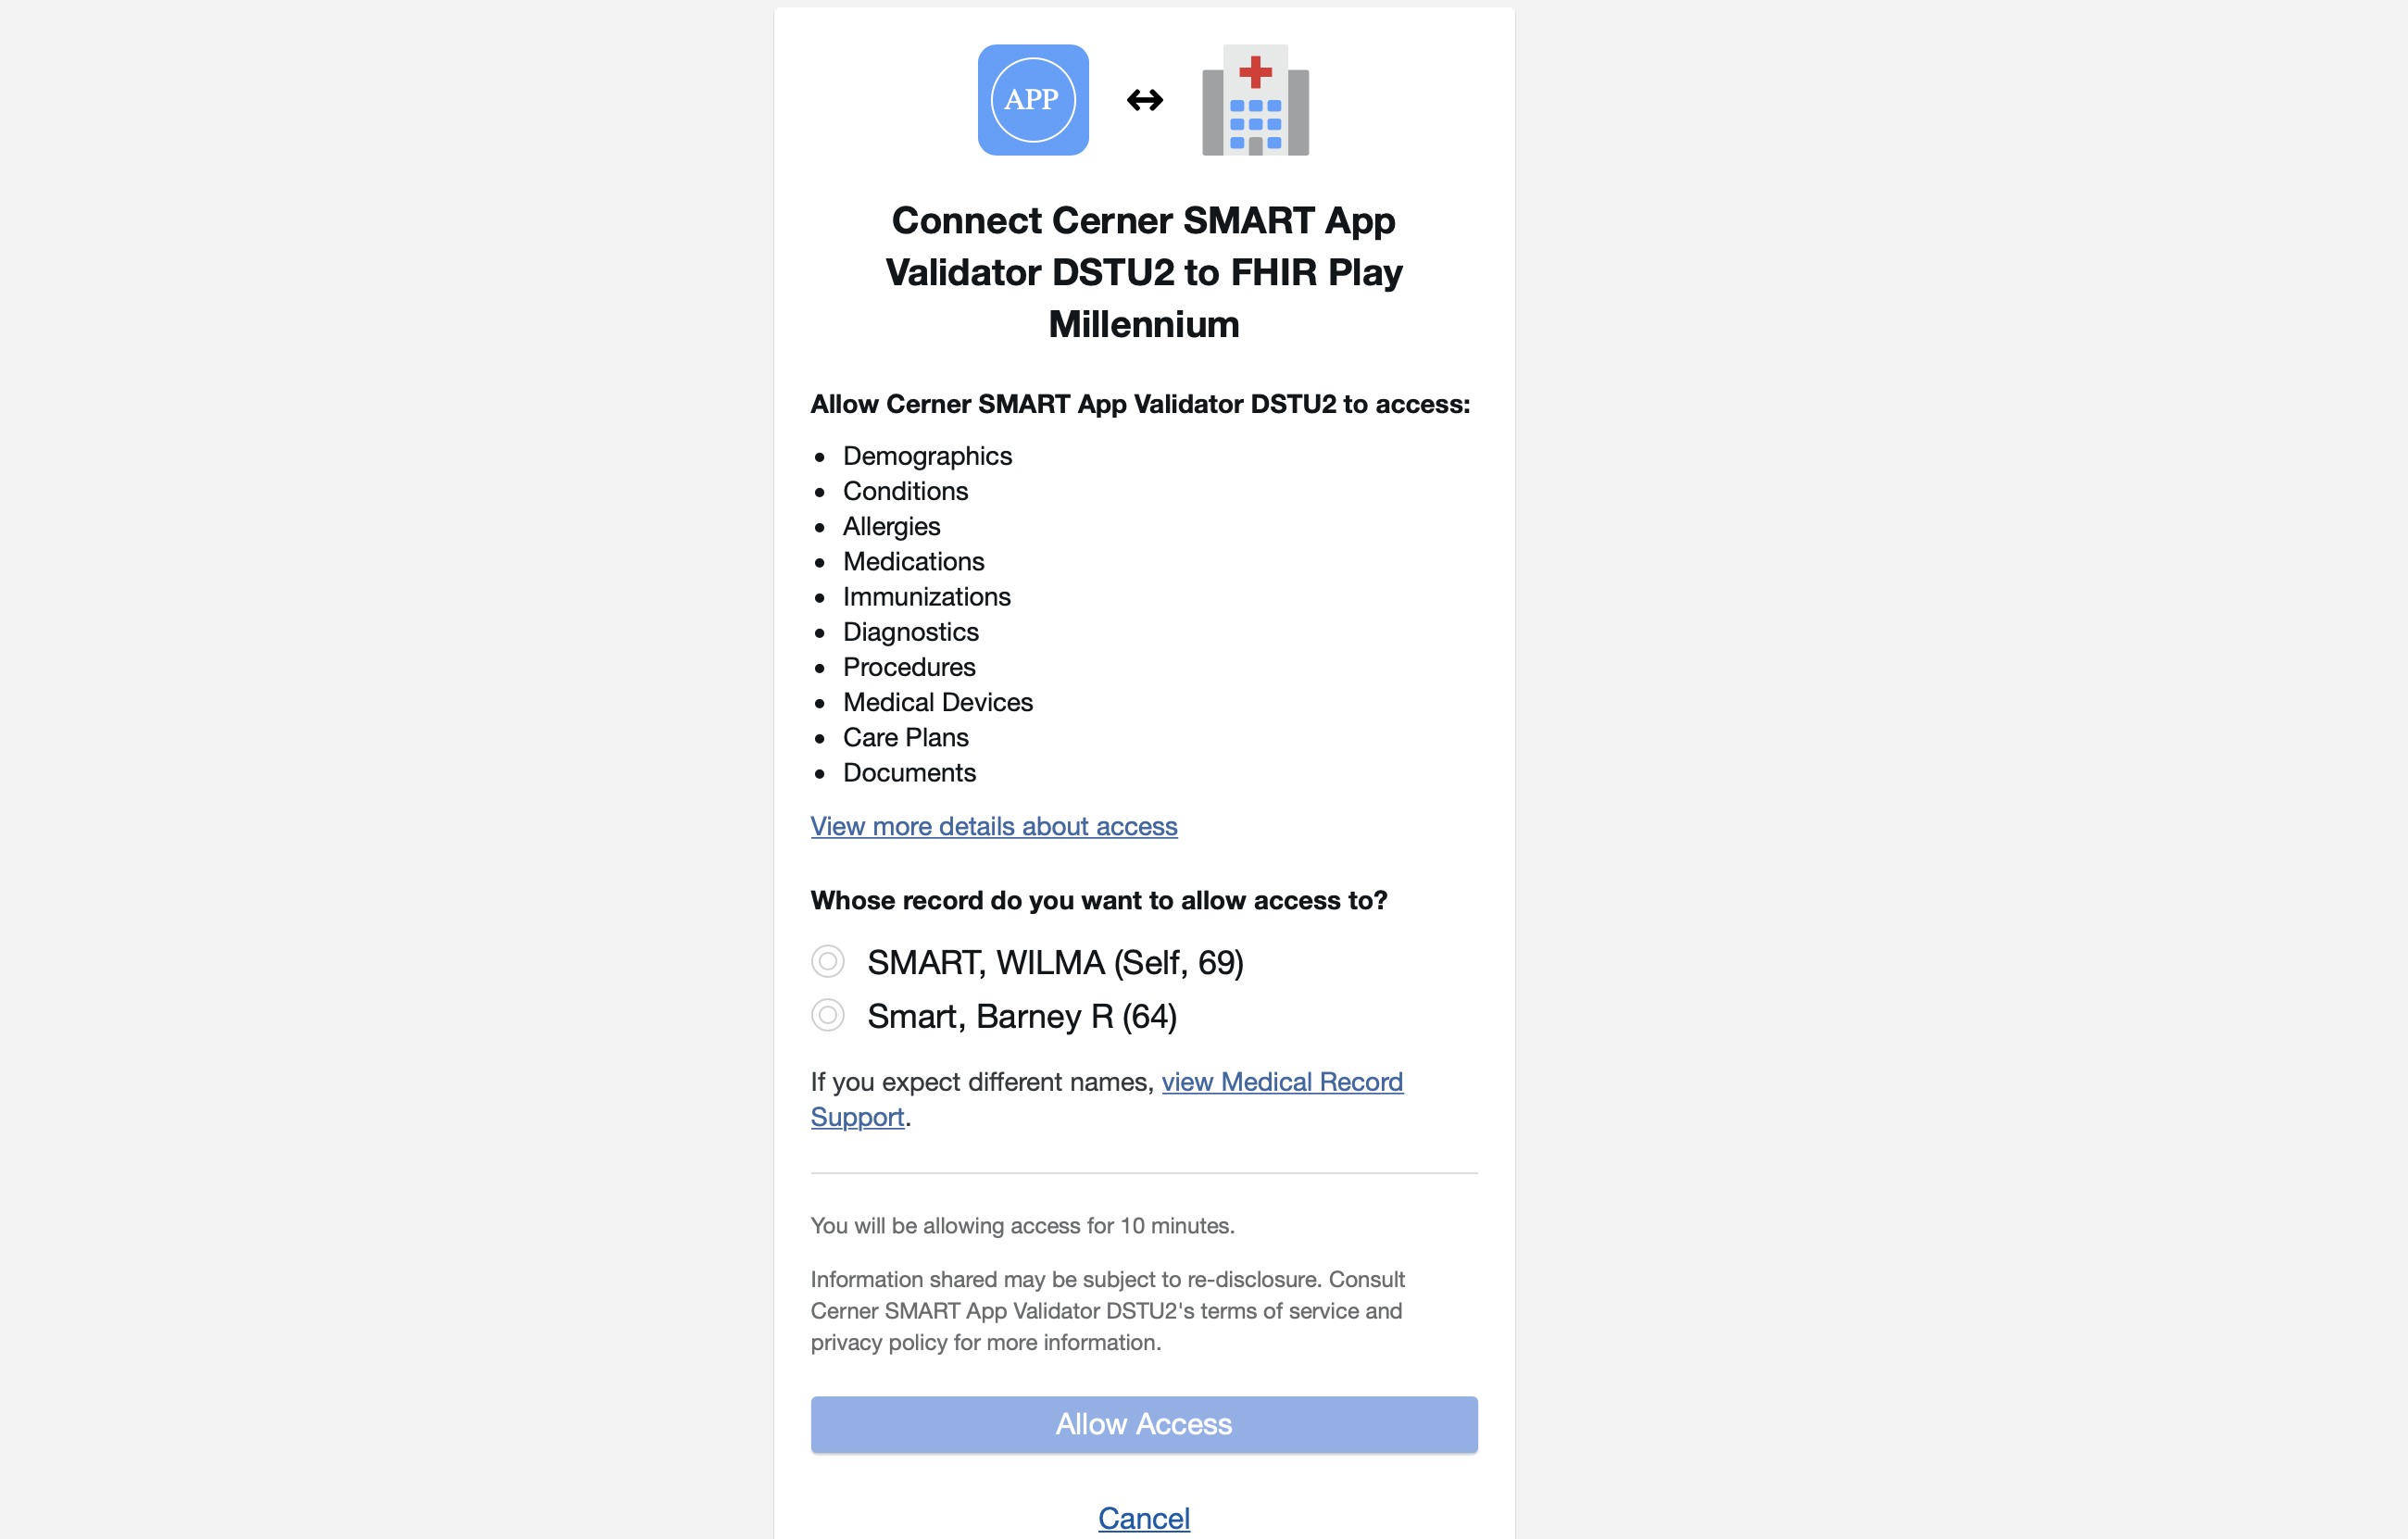 APP
Connect Cerner SMART App
Validator DSTU2 to FHIR Play
Millennium
Allow Cerner SMART App Validator DSTU2 to access:
Demographics
Conditions
Allergies
Medications
Immunizations
Diagnostics
Procedures
Medical Devices
Care Plans
Documents
View more details about access
Whose record do you want to allow access to?
SMART, WILMA (Self, 69)
Smart, Barney R (64)
If you expect different names, view Medical Record
Support.
You will be allowing access for 10 minutes.
Information shared may be subject to re-disclosure. Consult
Cerner SMART App Validator DSTU2's terms of service and
privacy policy for more information.
Allow Access
Cancel